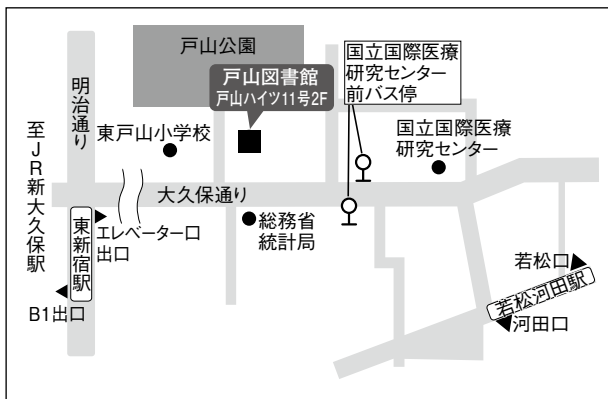 戸山公園
国立国際医療
研究センター
前バス停
戸山図書館
戸山ハイツ11号2F
明治通り
東戸山小学校
国立国際医療
研究センター
至JR新大久保駅
大久保通り
エレベーター口
出口
総務省
統計局
東新宿駅
B1出口
若松口
若松河田駅
河田口